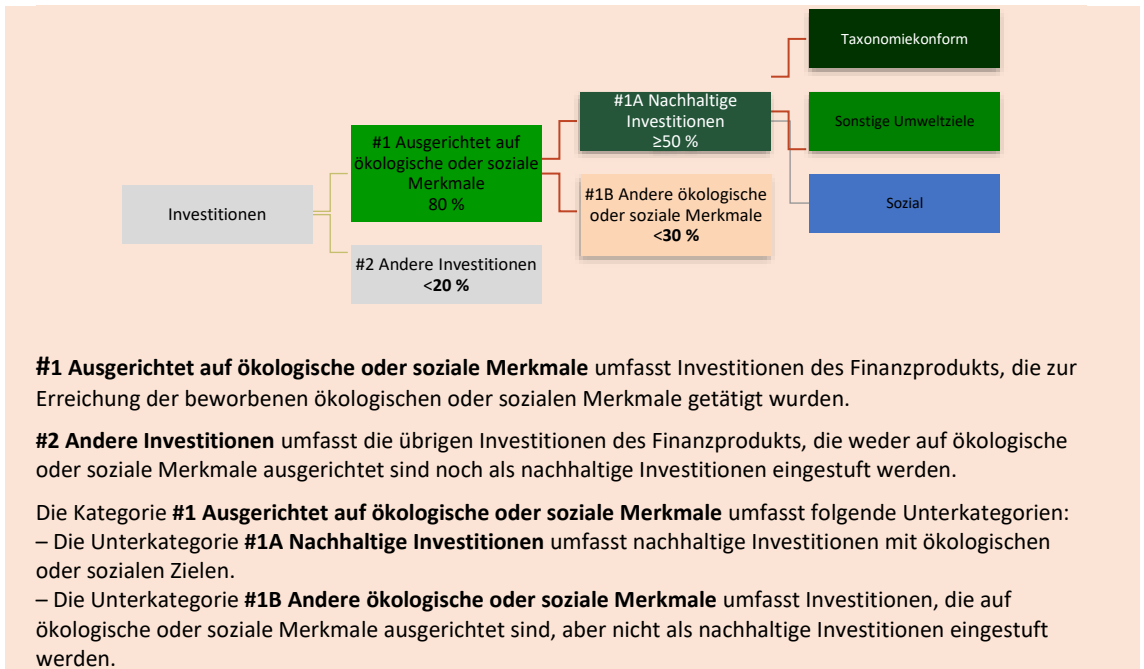 Taxonomiekonform
#1A Nachhaltige
Investitionen
≥50 %
Sonstige Umweltziele
#1 Ausgerichtet auf
ökologische oder soziale
Merkmale
80 %
#1B Andere ökologische
oder soziale Merkmale
<30 %
Sozial
Investitionen
#2 Andere Investitionen
<20 %
#1 Ausgerichtet auf ökologische oder soziale Merkmale umfasst Investitionen des Finanzprodukts, die zur
Erreichung der beworbenen ökologischen oder sozialen Merkmale getätigt wurden.
#2 Andere Investitionen umfasst die übrigen Investitionen des Finanzprodukts, die weder auf ökologische
oder soziale Merkmale ausgerichtet sind noch als nachhaltige Investitionen eingestuft werden.
Die Kategorie #1 Ausgerichtet auf ökologische oder soziale Merkmale umfasst folgende Unterkategorien:
– Die Unterkategorie #1A Nachhaltige Investitionen umfasst nachhaltige Investitionen mit ökologischen
oder sozialen Zielen.
– Die Unterkategorie #1B Andere ökologische oder soziale Merkmale umfasst Investitionen, die auf
ökologische oder soziale Merkmale ausgerichtet sind, aber nicht als nachhaltige Investitionen eingestuft
werden.